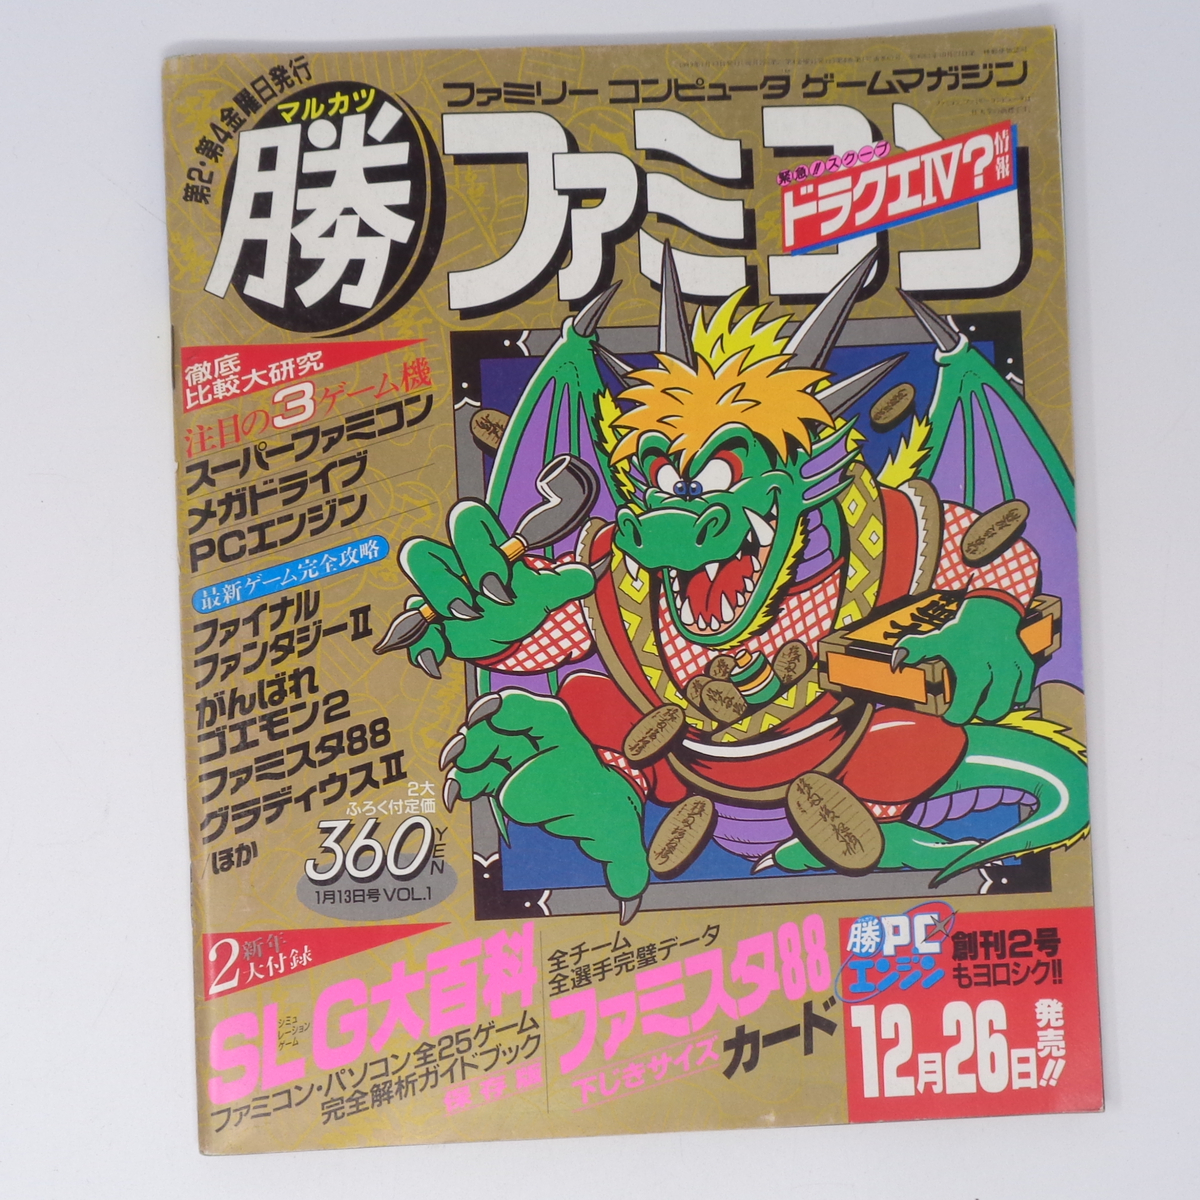 第2・第4金曜日発行
マルカツ
勝
ファミリー コンピュータ ゲームマガジン
ファミコン
緊急!!スクープ
ドラクエIV?
情報
徹底
比較大研究
注目の3ゲーム機
スーパーファミコン
メガドライブ
PCエンジン
最新ゲーム完全攻略
ファイナル
ファンタジーII
がんばれ
ゴエモン2
ファミスタ88
グラディウスII
ほか
2大
ふろく付定価
360YEN
1月13日号 VOL.1
2新年
大付録
SLG大百科
シミュ
レーション
ゲーム
ファミコン・パソコン全25ゲーム
完全解析ガイドブック
保存版
全チーム
全選手完璧データ
ファミスタ88
下じきサイズ
カード
勝PC
エンジン
創刊2号
もヨロシク!!
12月26日発売!!